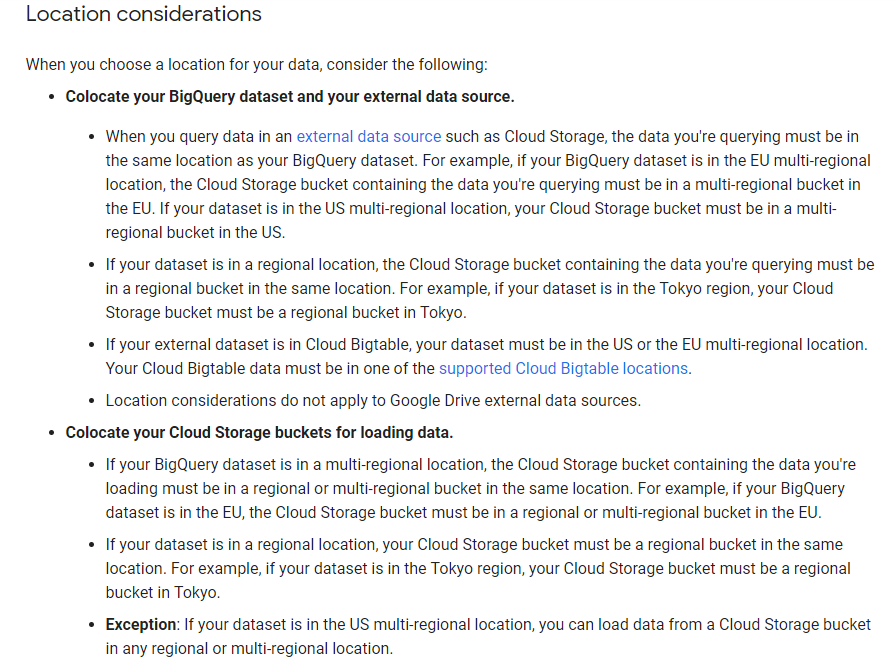 Location considerations
When you choose a location for your data, consider the following:
• Colocate your BigQuery dataset and your external data source.
• When you query data in an external data source such as Cloud Storage, the data you're querying must be in
the same location as your BigQuery dataset. For example, if your BigQuery dataset is in the EU multi-regional
location, the Cloud Storage bucket containing the data you're querying must be in a multi-regional bucket in
the EU. If your dataset is in the US multi-regional location, your Cloud Storage bucket must be in a multi-
regional bucket in the US.
• If your dataset is in a regional location, the Cloud Storage bucket containing the data you're querying must be
in a regional bucket in the same location. For example, if your dataset is in the Tokyo region, your Cloud
Storage bucket must be a regional bucket in Tokyo.
• If your external dataset is in Cloud Bigtable, your dataset must be in the US or the EU multi-regional location.
Your Cloud Bigtable data must be in one of the supported Cloud Bigtable locations.
• Location considerations do not apply to Google Drive external data sources.
• Colocate your Cloud Storage buckets for loading data.
• If your BigQuery dataset is in a multi-regional location, the Cloud Storage bucket containing the data you're
loading must be in a regional or multi-regional bucket in the same location. For example, if your BigQuery
dataset is in the EU, the Cloud Storage bucket must be in a regional or multi-regional bucket in the EU.
• If your dataset is in a regional location, your Cloud Storage bucket must be a regional bucket in the same
location. For example, if your dataset is in the Tokyo region, your Cloud Storage bucket must be a regional
bucket in Tokyo.
• Exception: If your dataset is in the US multi-regional location, you can load data from a Cloud Storage bucket
in any regional or multi-regional location.